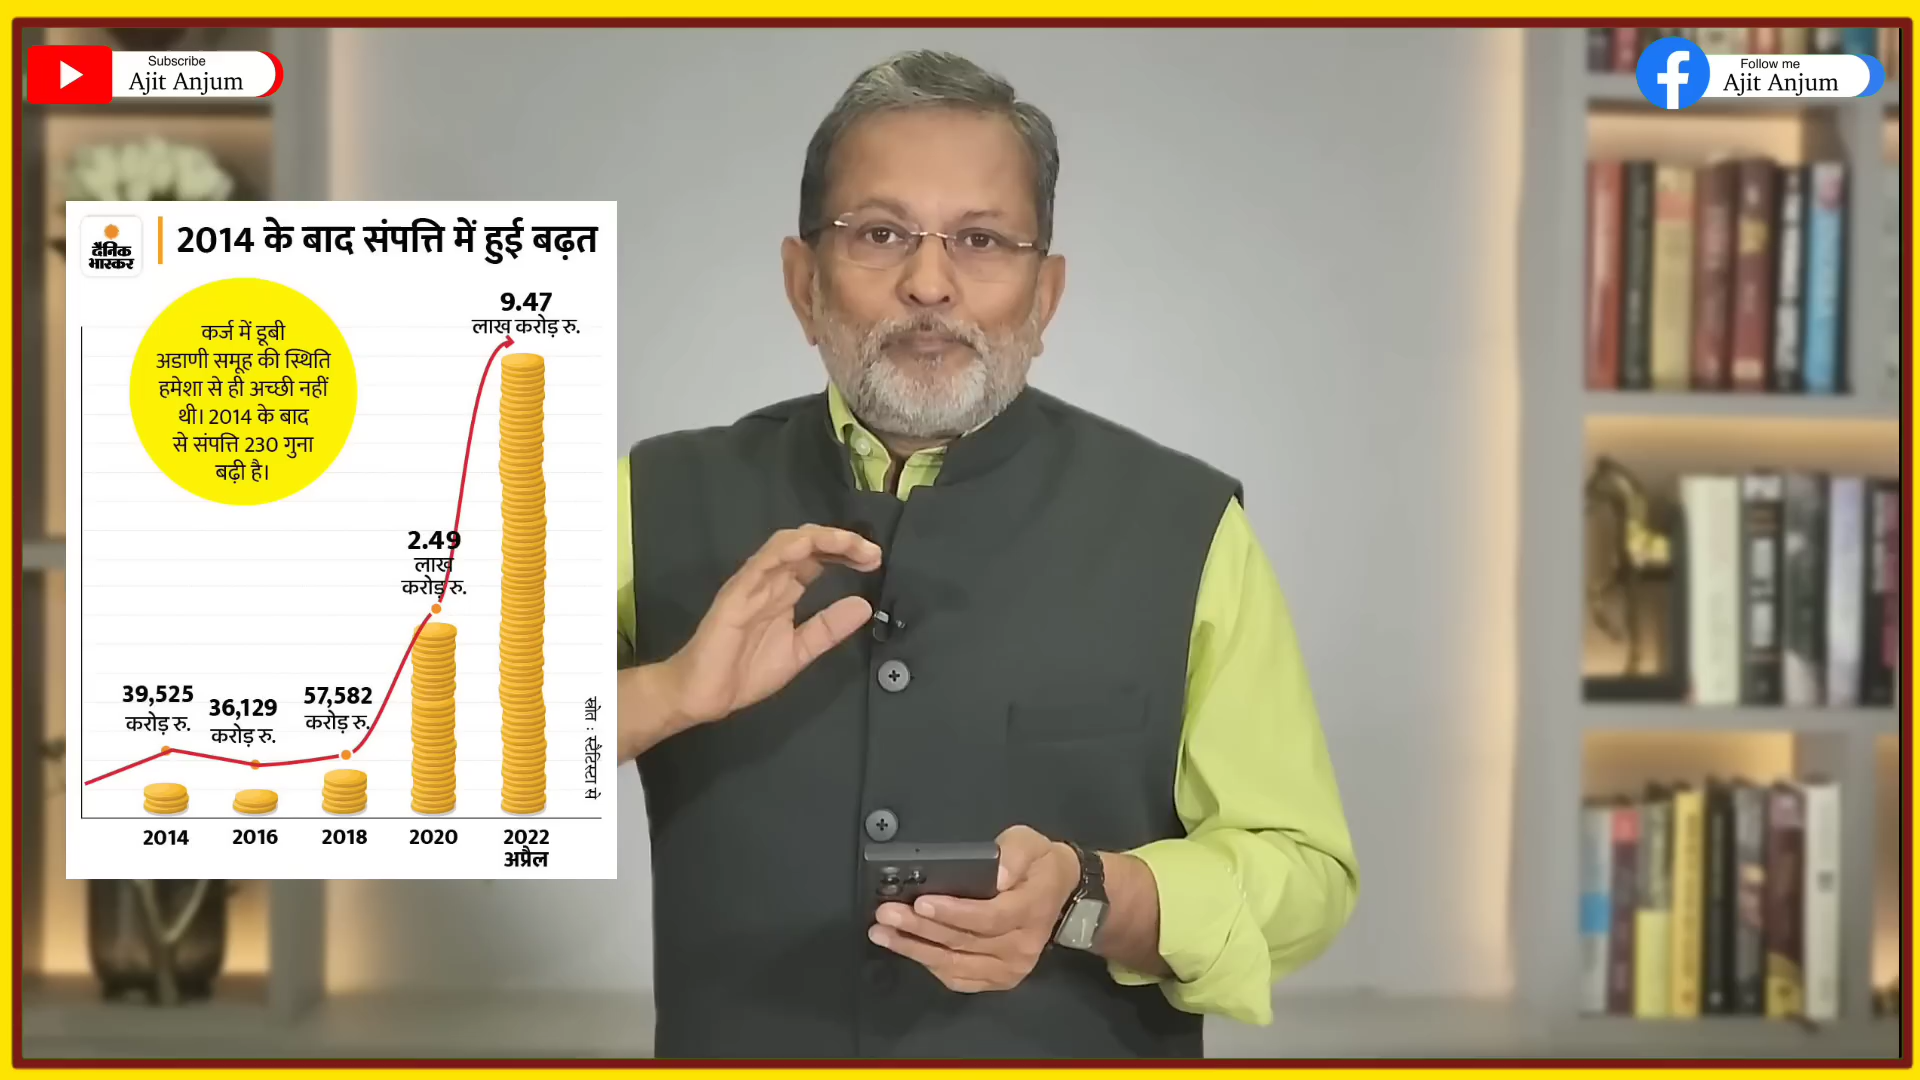 Subscribe
Ajit Anjum
Follow me
Ajit Anjum
दैनिक
भास्कर
2014 के बाद संपत्ति में हुई बढ़त
कर्ज में डूबी
अडाणी समूह की स्थिति
हमेशा से ही अच्छी नहीं
थी। 2014 के बाद
से संपत्ति 230 गुना
बढ़ी है।
9.47
लाख करोड़ रु.
2.49
लाख
करोड़ रु.
39,525
करोड़ रु.
36,129
करोड़ रु.
57,582
करोड़ रु.
स्रोत : स्टैटिस्टा से
2014
2016
2018
2020
2022
अप्रैल